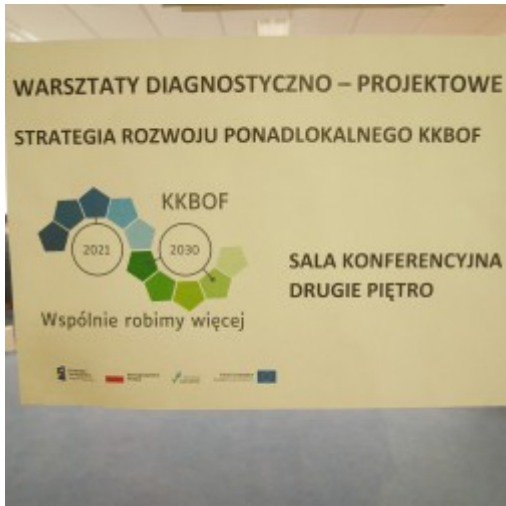 WARSZTATY DIAGNOSTYCZNO – PROJEKTOWE
STRATEGIA ROZWOJU PONADLOKALNEGO KKBOF
KKBOF
2021
2030
SALA KONFERENCYJNA
DRUGIE PIĘTRO
Wspólnie robimy więcej